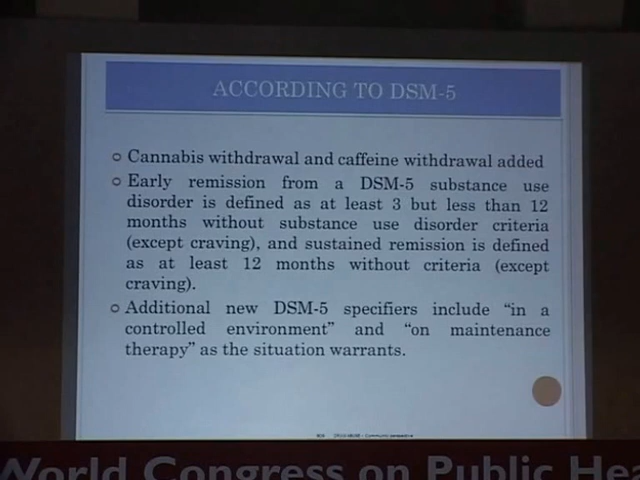 ACCORDING TO DSM-5
Cannabis withdrawal and caffeine withdrawal added
Early remission from a DSM-5 substance use
disorder is defined as at least 3 but less than 12
months without substance use disorder criteria
(except craving), and sustained remission is defined
as at least 12 months without criteria (except
craving).
Additional new DSM-5 specifiers include “in a
controlled environment” and “on maintenance
therapy” as the situation warrants.
World Congress on Public Hea